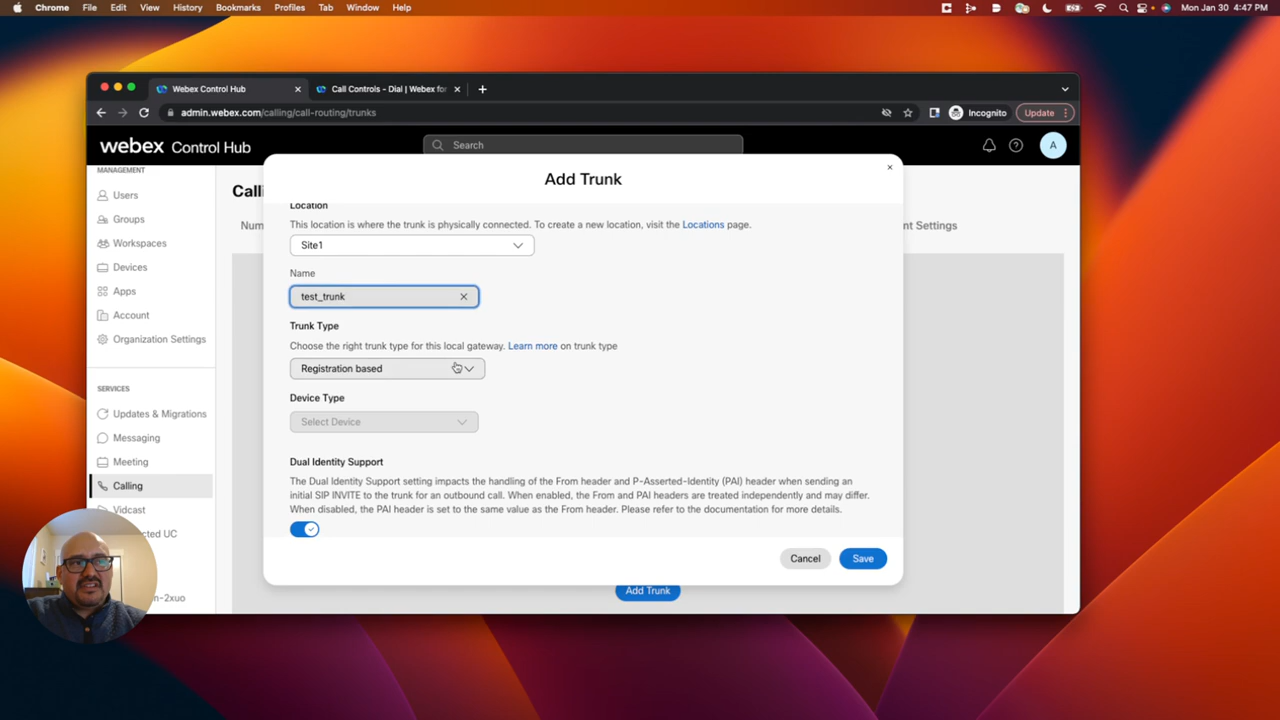 Chrome File Edit View History Bookmarks Profiles Tab Window Help
Mon Jan 30 4:47 PM
Webex Control Hub
Call Controls - Dial | Webex for
admin.webex.com/calling/call-routing/trunks
Incognito
Update
webex Control Hub
Search
A
MANAGEMENT
Users
Groups
Workspaces
Devices
Apps
Account
Organization Settings
SERVICES
Updates & Migrations
Messaging
Meeting
Calling
Vidcast
UC
m-2xuo
Calli
Num
nt Settings
Add Trunk
Location
This location is where the trunk is physically connected. To create a new location, visit the Locations page.
Site1
Name
test_trunk
Trunk Type
Choose the right trunk type for this local gateway. Learn more on trunk type
Registration based
Device Type
Select Device
Dual Identity Support
The Dual Identity Support setting impacts the handling of the From header and P-Asserted-Identity (PAI) header when sending an
initial SIP INVITE to the trunk for an outbound call. When enabled, the From and PAI headers are treated independently and may differ.
When disabled, the PAI header is set to the same value as the From header. Please refer to the documentation for more details.
Cancel
Save
Add Trunk